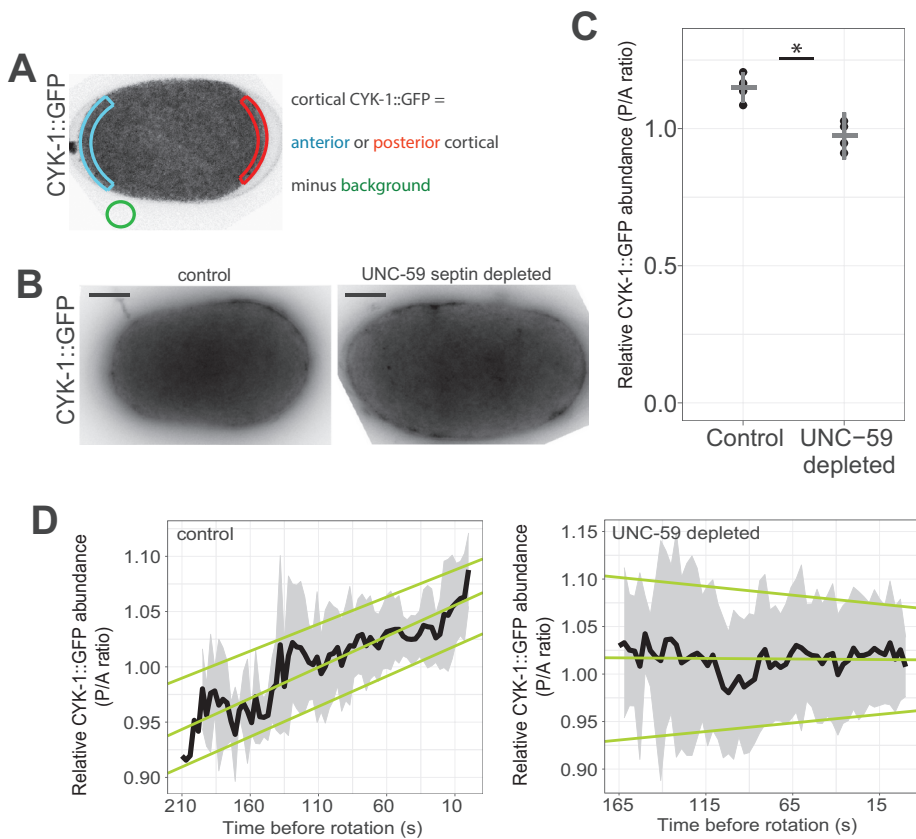 A
CYK-1::GFP
cortical CYK-1::GFP =
anterior or posterior cortical
minus background
B
CYK-1::GFP
control
UNC-59 septin depleted
C
Relative CYK-1::GFP abundance (P/A ratio)
1.0
0.5
0.0
*
Control
UNC−59
depleted
D
Relative CYK-1::GFP abundance
(P/A ratio)
control
1.10
1.05
1.00
0.95
0.90
210 160 110 60 10
Time before rotation (s)
Relative CYK-1::GFP abundance
(P/A ratio)
UNC-59 depleted
1.15
1.10
1.05
1.00
0.95
0.90
165 115 65 15
Time before rotation (s)